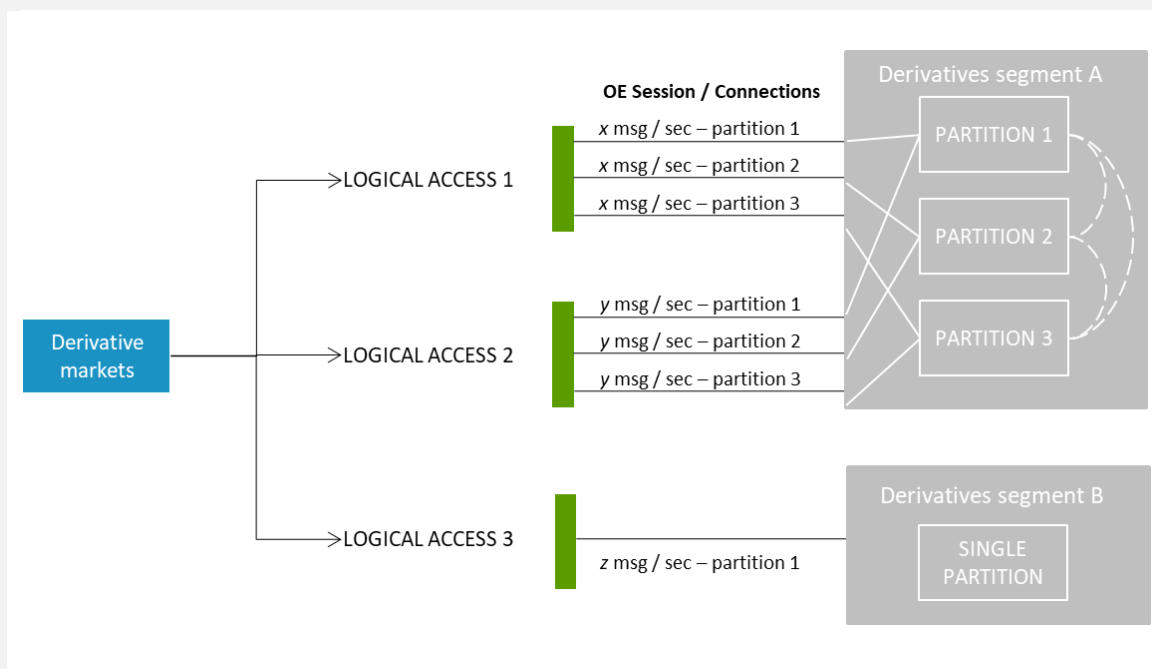 OE Session / Connections
Derivatives segment A
x msg / sec – partition 1
PARTITION 1
x msg / sec – partition 2
LOGICAL ACCESS 1
x msg / sec – partition 3
PARTITION 2
y msg / sec – partition 1
PARTITION 3
Derivative
markets
LOGICAL ACCESS 2
y msg / sec – partition 2
y msg / sec – partition 3
Derivatives segment B
LOGICAL ACCESS 3
z msg / sec – partition 1
SINGLE
PARTITION